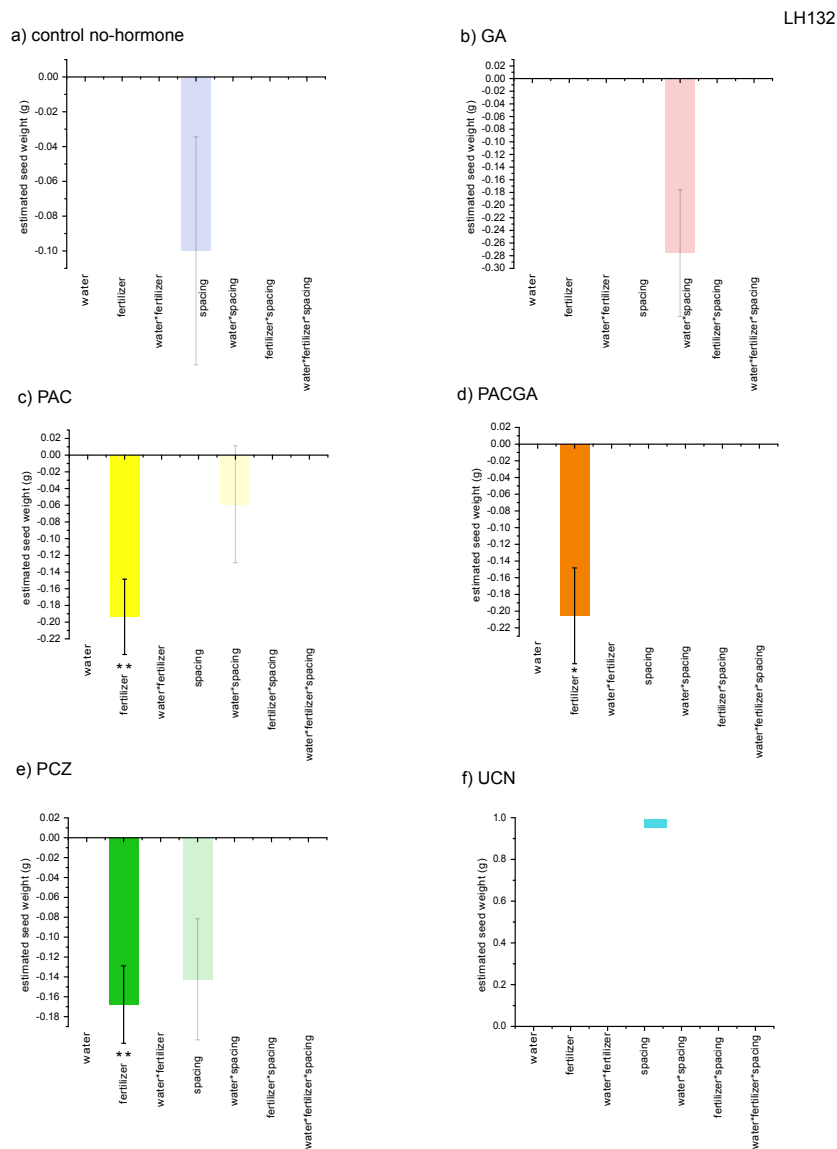 LH132
a) control no-hormone
estimated seed weight (g)
0.00
-0.02
-0.04
-0.06
-0.08
-0.10
water
fertilizer
water*fertilizer
spacing
water*spacing
fertilizer*spacing
water*fertilizer*spacing
b) GA
estimated seed weight (g)
0.02
0.00
-0.02
-0.04
-0.06
-0.08
-0.10
-0.12
-0.14
-0.16
-0.18
-0.20
-0.22
-0.24
-0.26
-0.28
-0.30
water
fertilizer
water*fertilizer
spacing
water*spacing
fertilizer*spacing
water*fertilizer*spacing
c) PAC
estimated seed weight (g)
0.02
0.00
-0.02
-0.04
-0.06
-0.08
-0.10
-0.12
-0.14
-0.16
-0.18
-0.20
-0.22
water
fertilizer **
water*fertilizer
spacing
water*spacing
fertilizer*spacing
water*fertilizer*spacing
d) PACGA
estimated seed weight (g)
0.02
0.00
-0.02
-0.04
-0.06
-0.08
-0.10
-0.12
-0.14
-0.16
-0.18
-0.20
-0.22
water
fertilizer *
water*fertilizer
spacing
water*spacing
fertilizer*spacing
water*fertilizer*spacing
e) PCZ
estimated seed weight (g)
0.02
0.00
-0.02
-0.04
-0.06
-0.08
-0.10
-0.12
-0.14
-0.16
-0.18
water
fertilizer **
water*fertilizer
spacing
water*spacing
fertilizer*spacing
water*fertilizer*spacing
f) UCN
estimated seed weight (g)
1.0
0.8
0.6
0.4
0.2
0.0
water
fertilizer
water*fertilizer
spacing
water*spacing
fertilizer*spacing
water*fertilizer*spacing